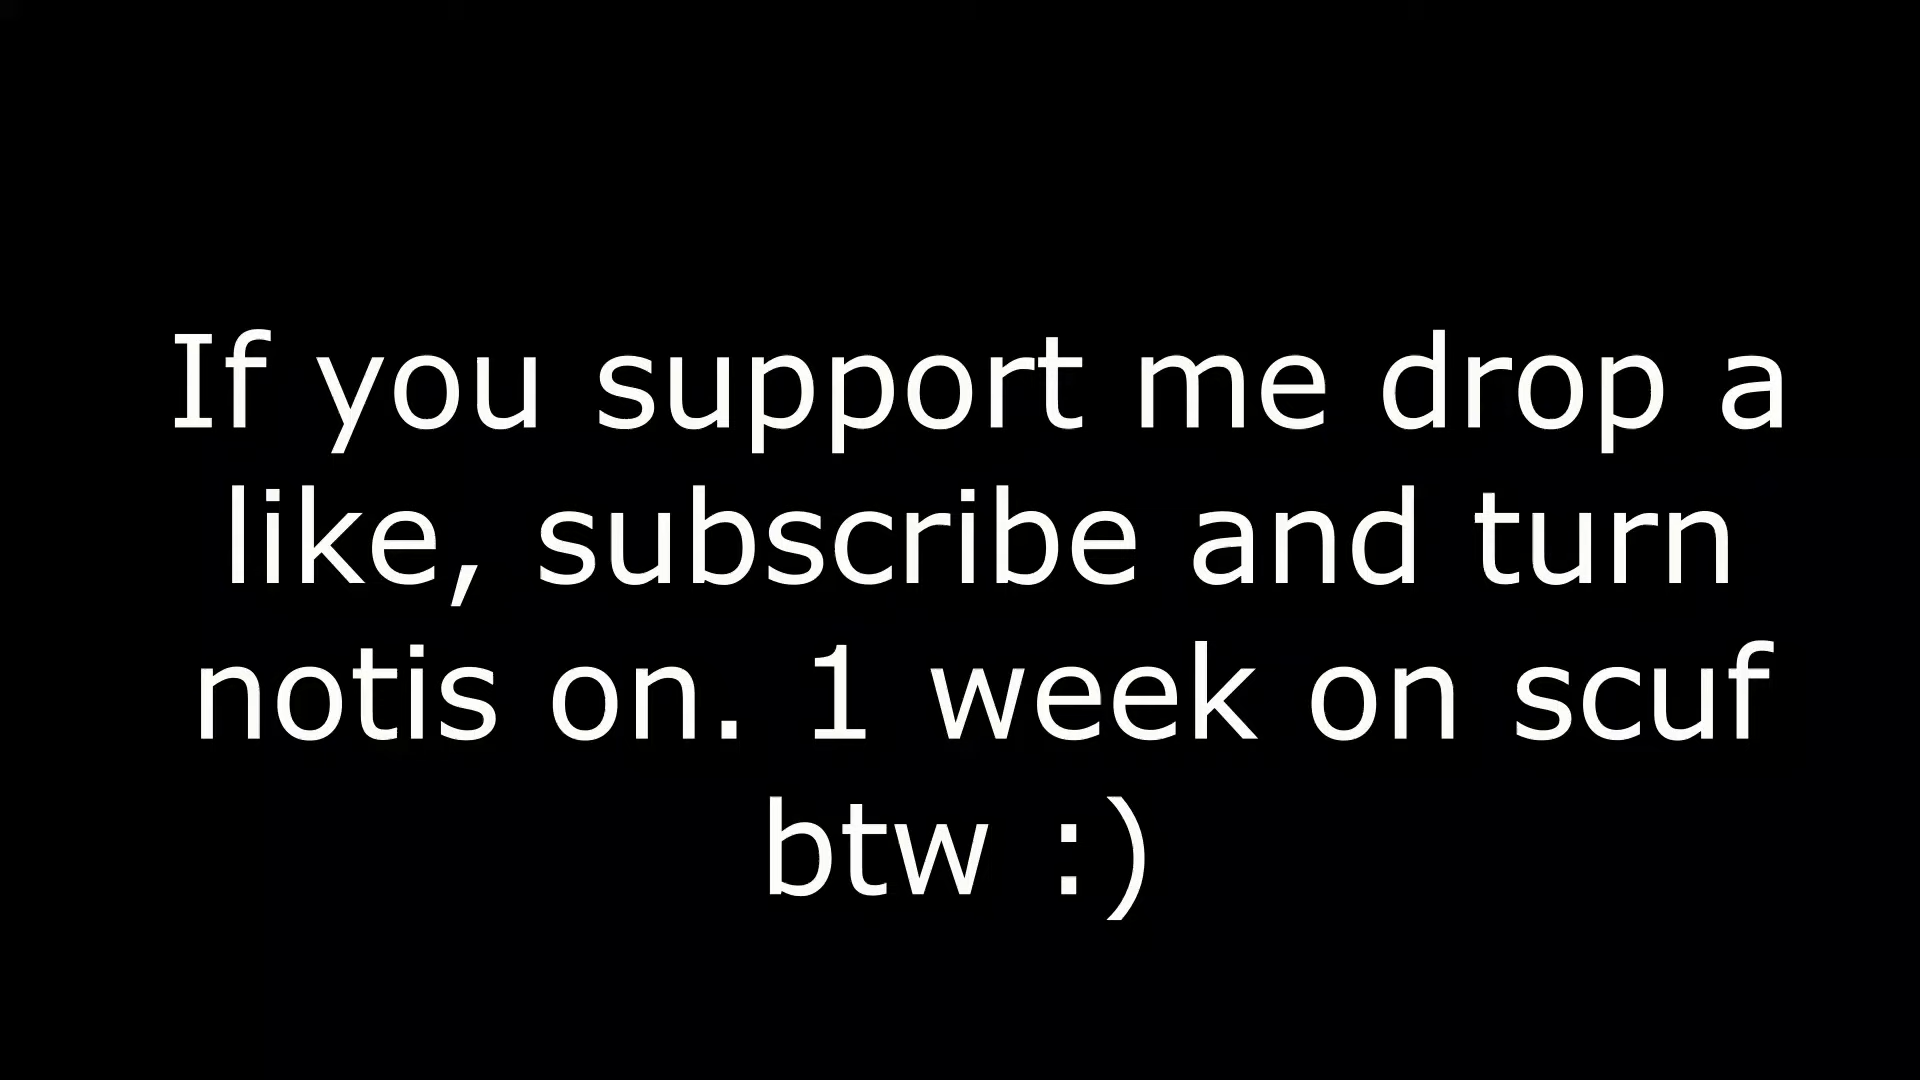 If you support me drop a
like, subscribe and turn
notis on. 1 week on scuf
btw :)